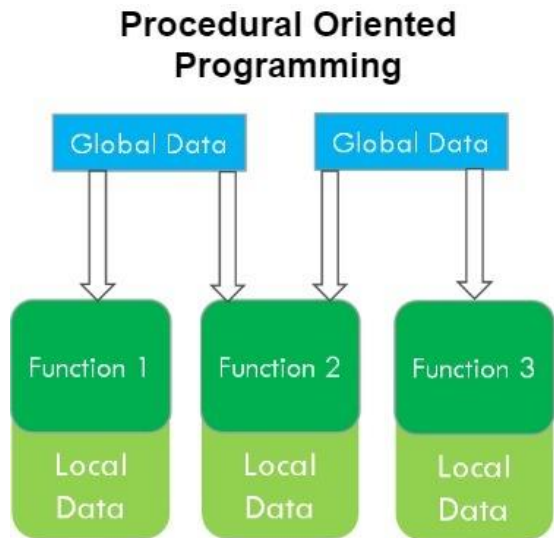 Procedural Oriented
Programming
Global Data
Global Data
Function 1
Function 2
Function 3
Local
Data
Local
Data
Local
Data